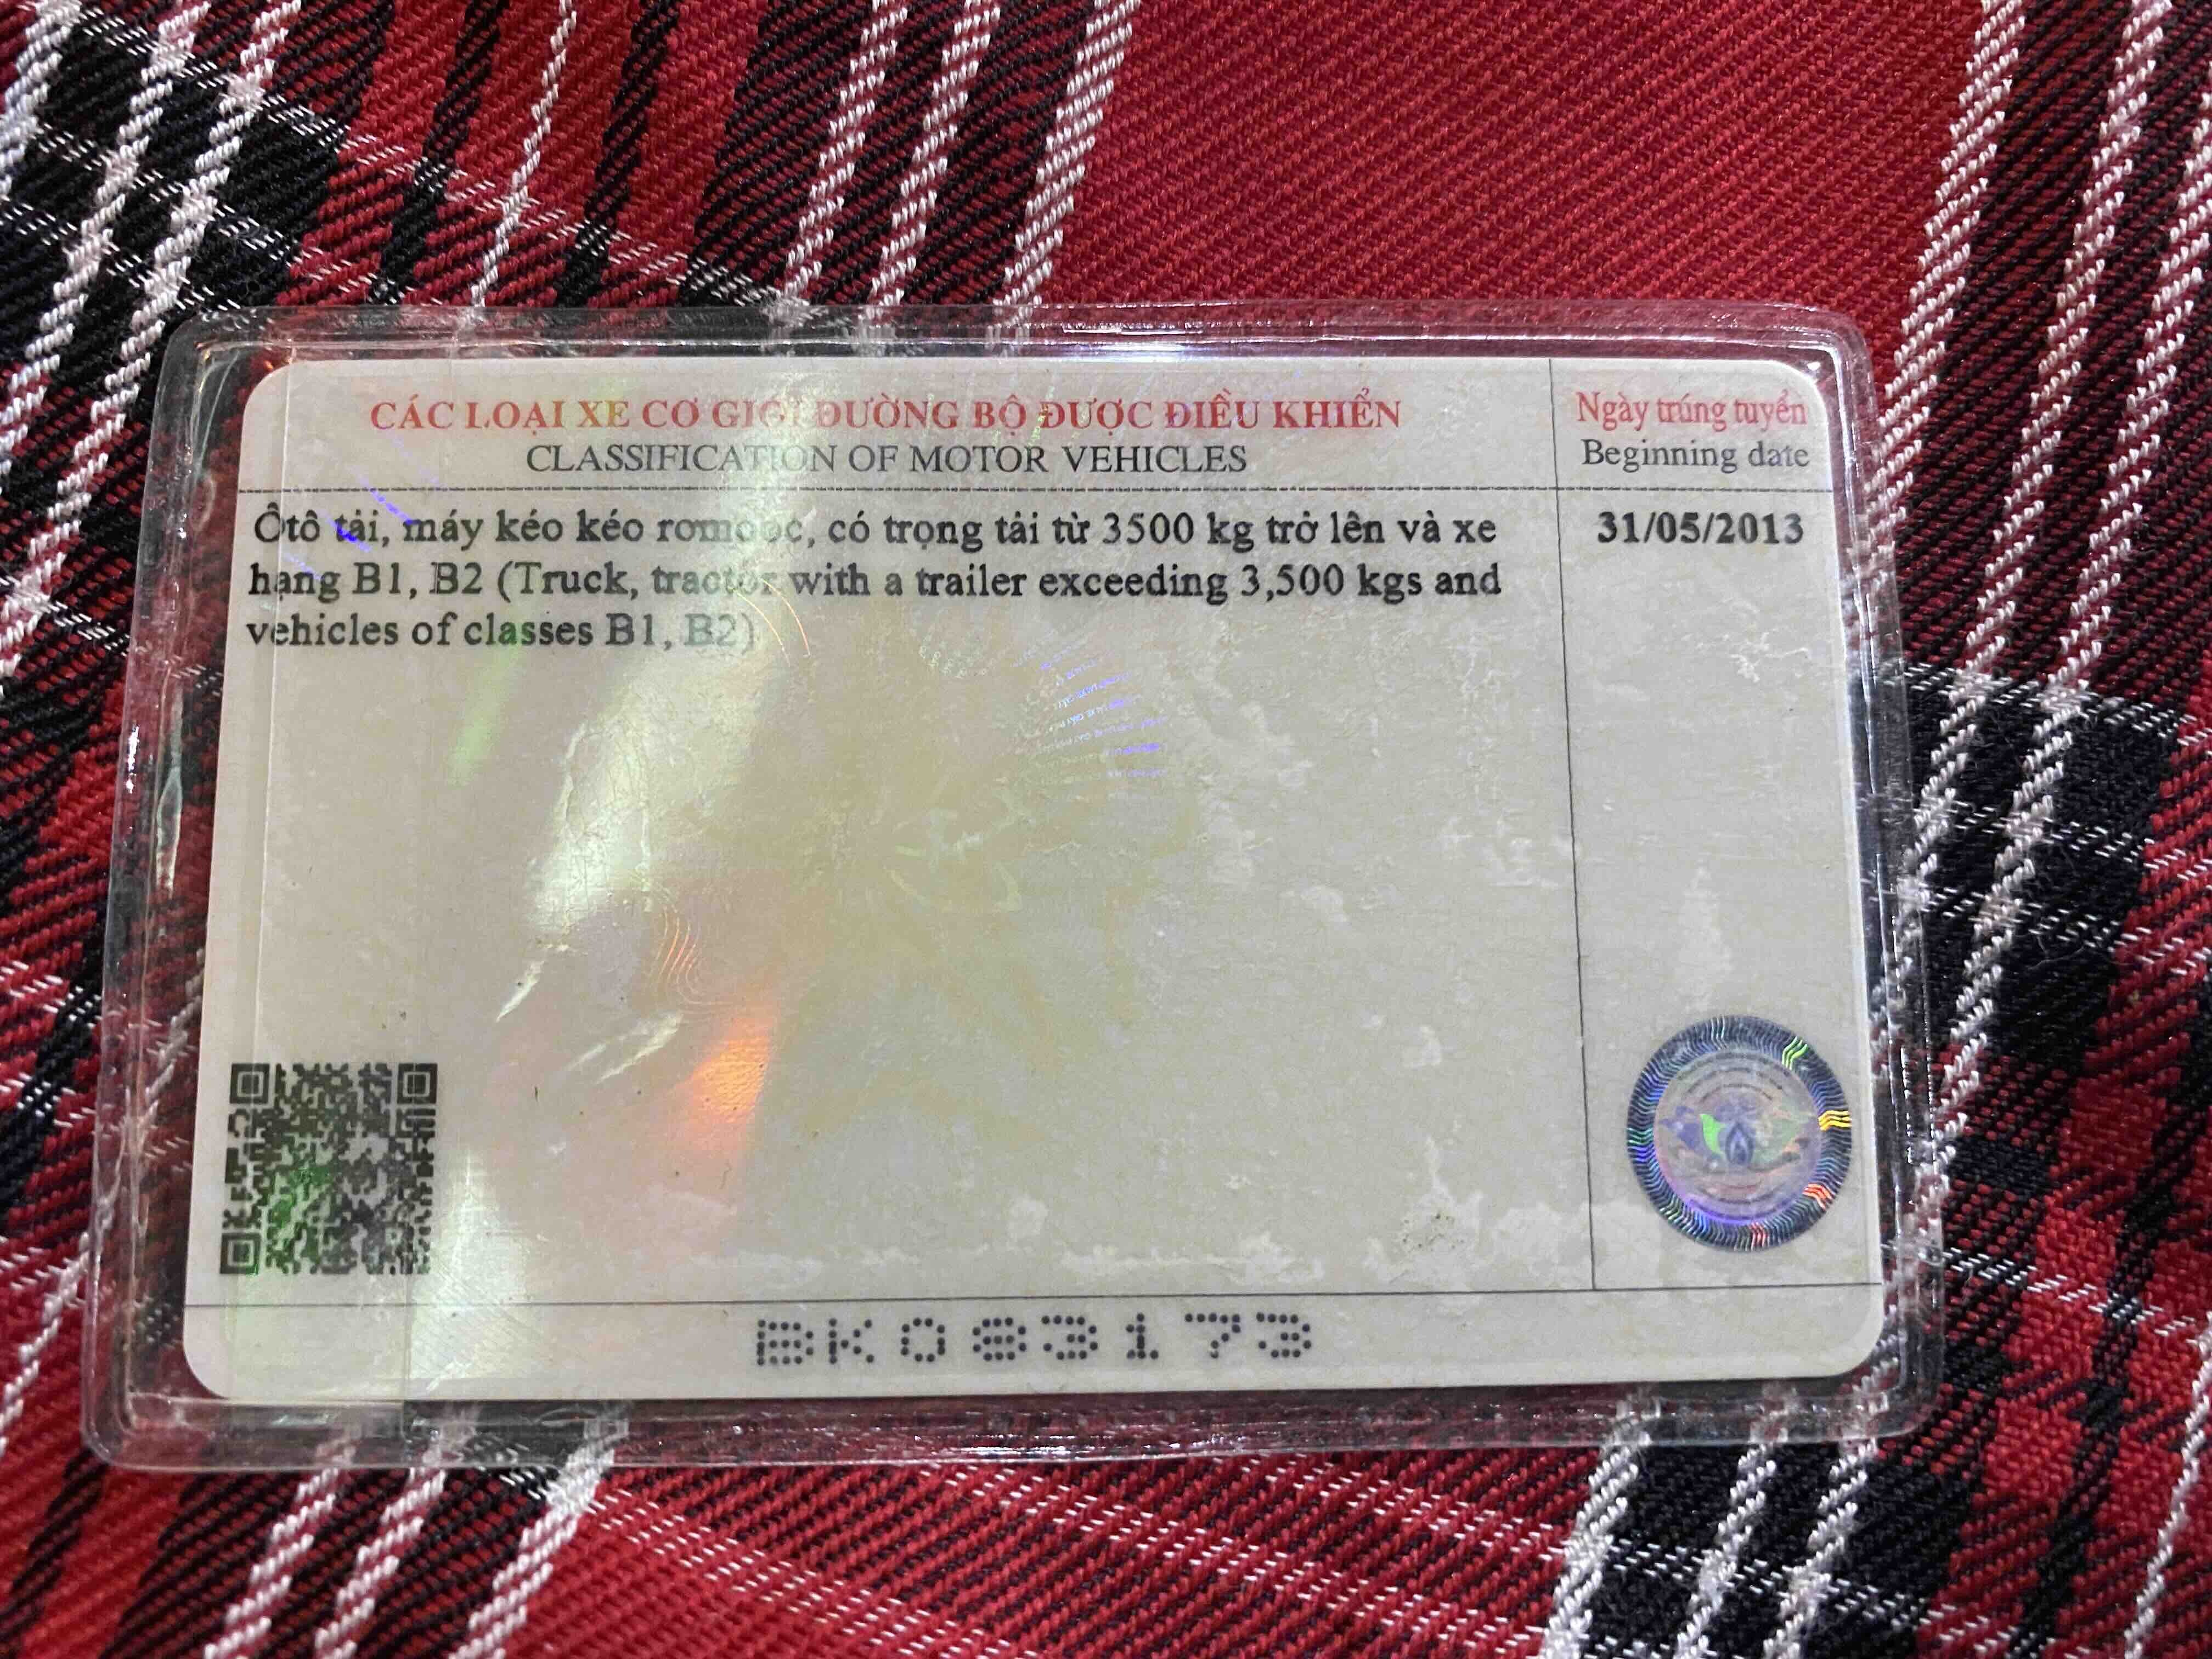 CÁC LOẠI XE CƠ GIỚI ĐƯỜNG BỘ ĐƯỢC ĐIỀU KHIỂN
CLASSIFICATION OF MOTOR VEHICLES
Ngày trúng tuyển
Beginning date
Ôtô tải, máy kéo kéo romooc, có trọng tải từ 3500 kg trở lên và xe
hạng B1, B2 (Truck, tractor with a trailer exceeding 3,500 kgs and
vehicles of classes B1, B2)
31/05/2013
BK083173